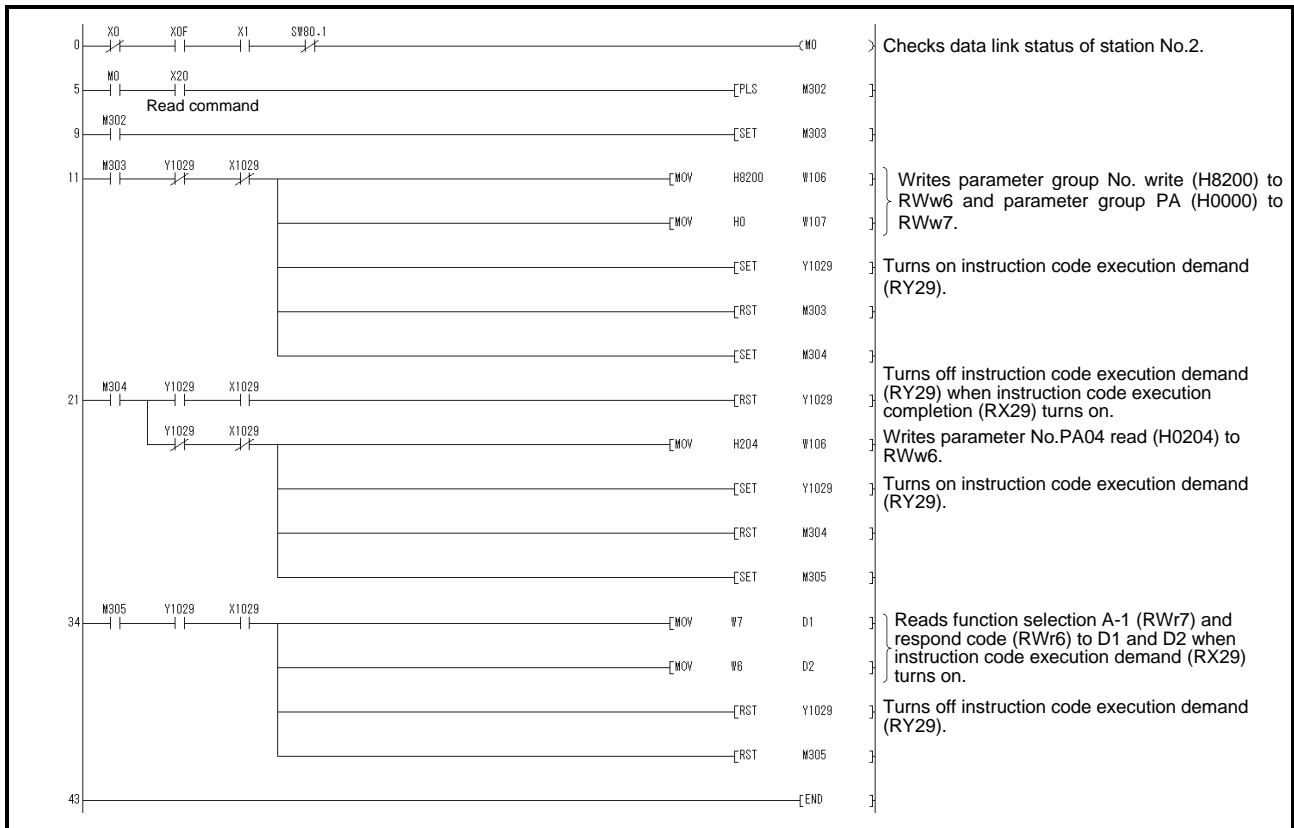 X0 X0F X1 SW80.1
0 (M0 ) Checks data link status of station No.2.
M0 X20
5 [PLS M302 ]
Read command
M302
9 [SET M303 ]
M303 Y1029 X1029
11 [MOV H8200 W106 ] Writes parameter group No. write (H8200) to
RWw6 and parameter group PA (H0000) to
[MOV H0 W107 ] RWw7.
[SET Y1029 ] Turns on instruction code execution demand
(RY29).
[RST M303 ]
[SET M304 ]
Turns off instruction code execution demand
M304 Y1029 X1029
21 [RST Y1029 ] (RY29) when instruction code execution
completion (RX29) turns on.
Y1029 X1029
[MOV H204 W106 ] Writes parameter No.PA04 read (H0204) to
RWw6.
[SET Y1029 ] Turns on instruction code execution demand
(RY29).
[RST M304 ]
[SET M305 ]
M305 Y1029 X1029
34 [MOV W7 D1 ] Reads function selection A-1 (RWr7) and
respond code (RWr6) to D1 and D2 when
[MOV W6 D2 ] instruction code execution demand (RX29)
turns on.
[RST Y1029 ] Turns off instruction code execution demand
(RY29).
[RST M305 ]
43 [END ]